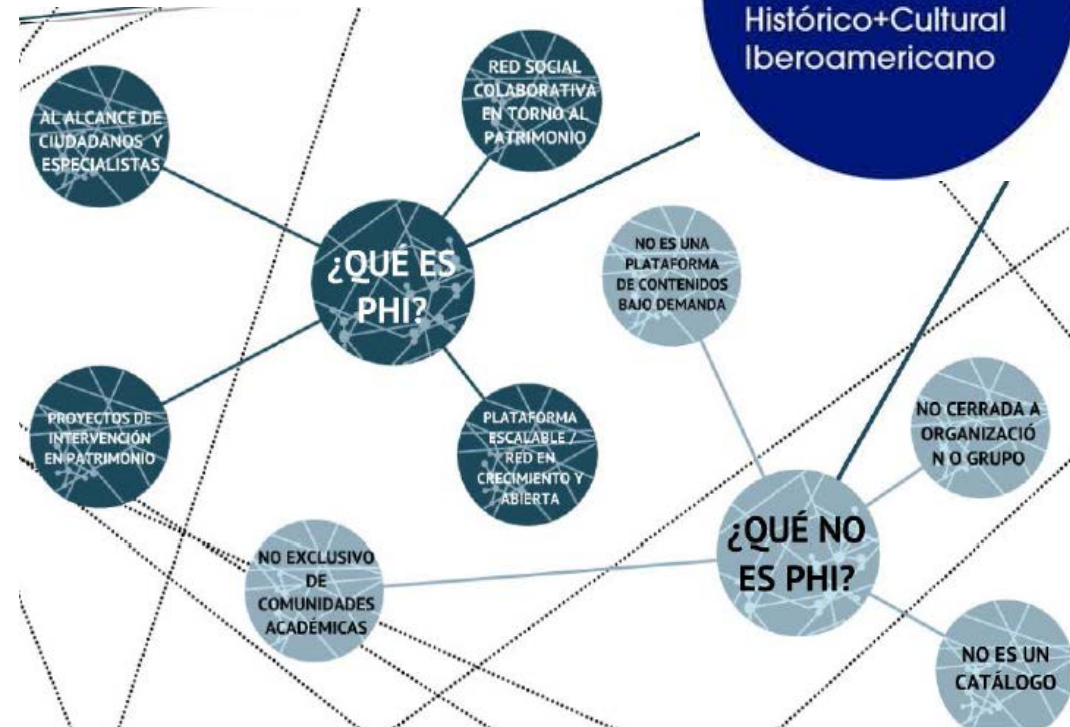 Histórico+Cultural
Iberoamericano
AL ALCANCE DE
CIUDADANOS Y
ESPECIALISTAS
RED SOCIAL
COLABORATIVA
EN TORNO AL
PATRIMONIO
¿QUÉ ES
PHI?
PROYECTOS DE
INTERVENCIÓN
EN PATRIMONIO
PLATAFORMA
ESCALABLE /
RED EN
CRECIMIENTO Y
ABIERTA
NO ES UNA
PLATAFORMA
DE CONTENIDOS
BAJO DEMANDA
NO CERRADA A
ORGANIZACIÓ
N O GRUPO
¿QUÉ NO
ES PHI?
NO EXCLUSIVO
DE
COMUNIDADES
ACADÉMICAS
NO ES UN
CATÁLOGO